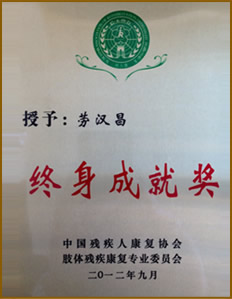 授予：劳汉昌
终身成就奖
中国残疾人康复协会
肢体残疾康复专业委员会
二〇一二年九月